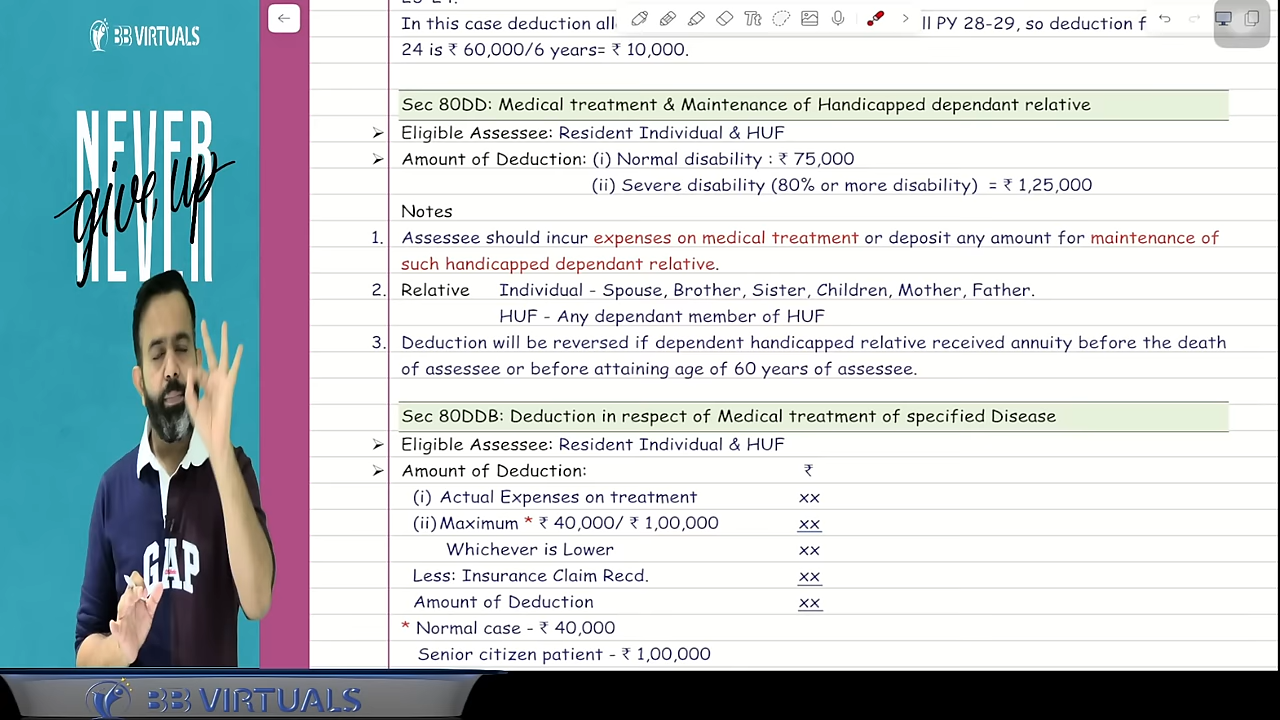 BB VIRTUALS
NEVER
give up
NEVER
In this case deduction all
ll PY 28-29, so deduction f
24 is ₹ 60,000/6 years= ₹ 10,000.
Sec 80DD: Medical treatment & Maintenance of Handicapped dependant relative
➢ Eligible Assessee: Resident Individual & HUF
➢ Amount of Deduction: (i) Normal disability : ₹ 75,000
(ii) Severe disability (80% or more disability) = ₹ 1,25,000
Notes
1. Assessee should incur expenses on medical treatment or deposit any amount for maintenance of
such handicapped dependant relative.
2. Relative Individual - Spouse, Brother, Sister, Children, Mother, Father.
HUF - Any dependant member of HUF
3. Deduction will be reversed if dependent handicapped relative received annuity before the death
of assessee or before attaining age of 60 years of assessee.
Sec 80DDB: Deduction in respect of Medical treatment of specified Disease
➢ Eligible Assessee: Resident Individual & HUF
➢ Amount of Deduction: ₹
(i) Actual Expenses on treatment xx
(ii) Maximum * ₹ 40,000/ ₹ 1,00,000 xx
Whichever is Lower xx
Less: Insurance Claim Recd. xx
Amount of Deduction xx
* Normal case - ₹ 40,000
Senior citizen patient - ₹ 1,00,000
GAP
BB VIRTUALS